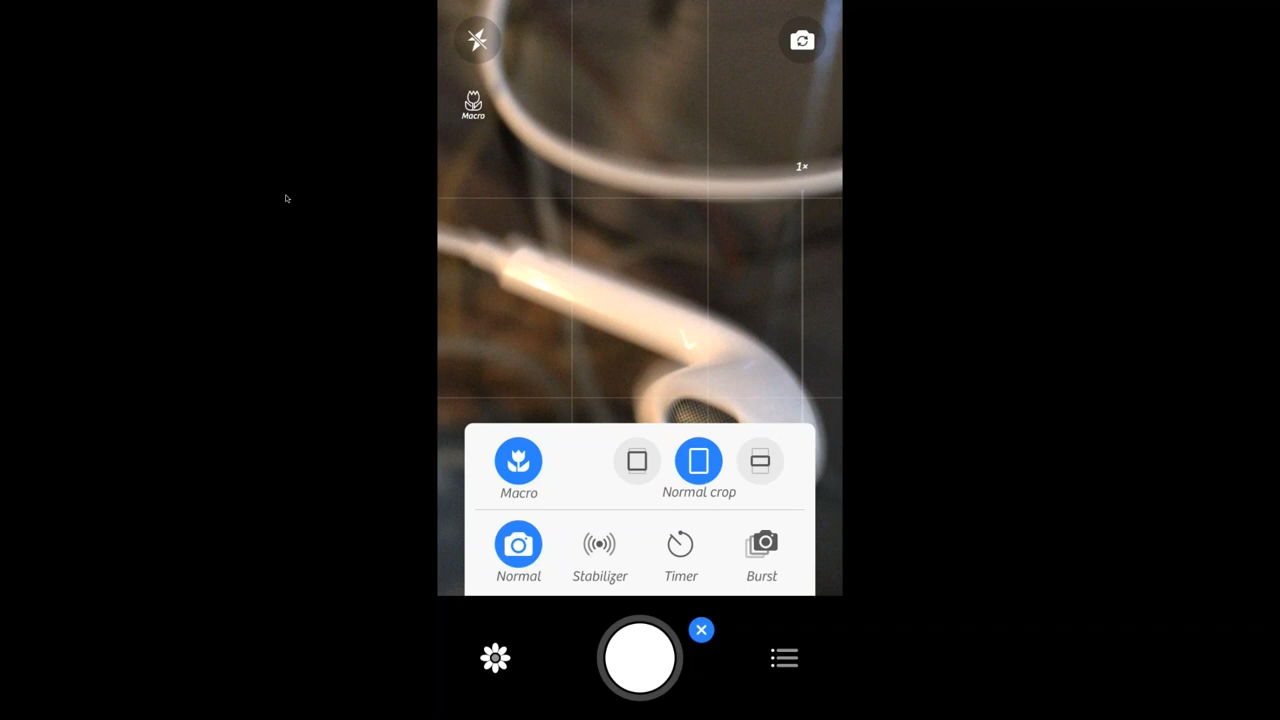 Macro
1×
L
Macro
Normal crop
Normal
Stabilizer
Timer
Burst